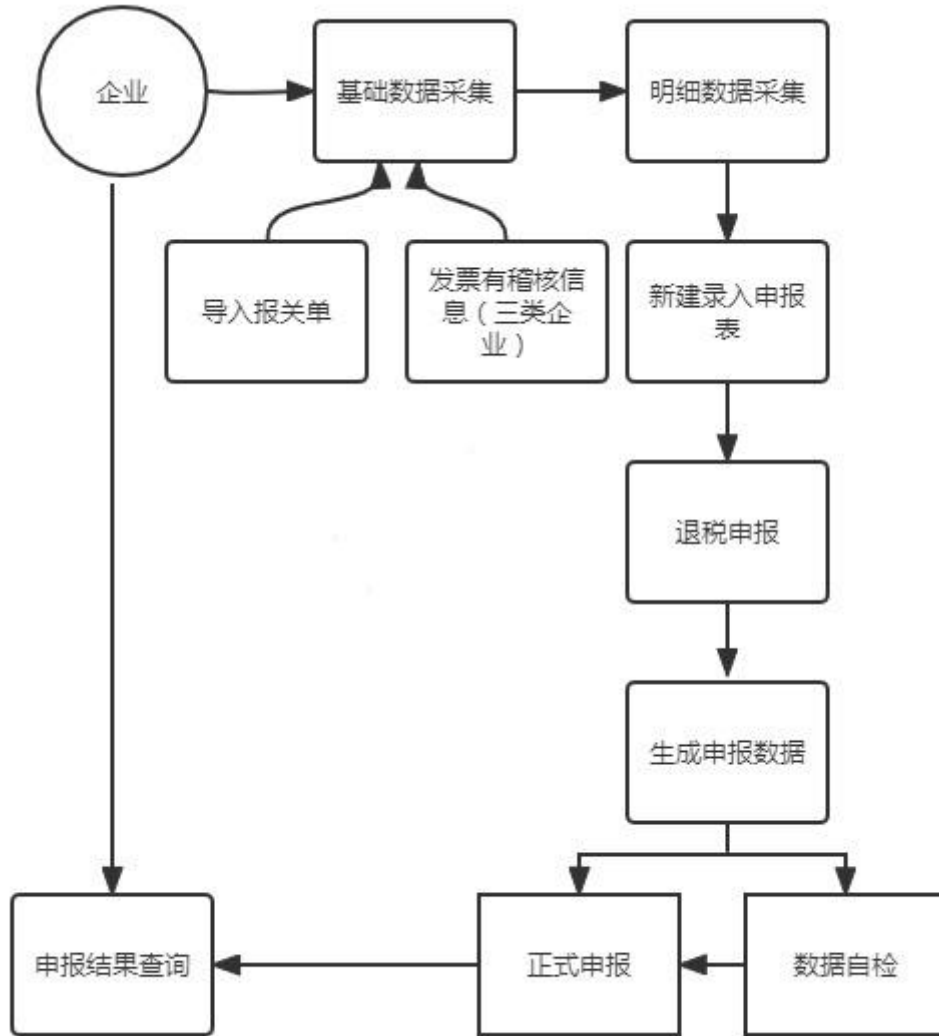 企业
基础数据采集
明细数据采集
导入报关单
发票有稽核信
息（三类企
业）
新建录入申报
表
退税申报
生成申报数据
申报结果查询
正式申报
数据自检